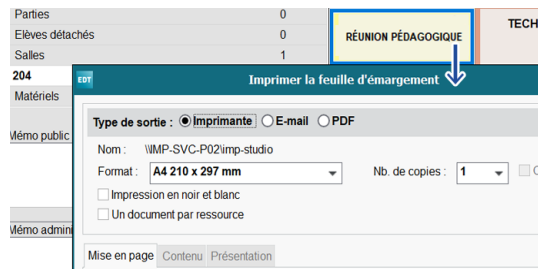 Parties 0
Elèves détachés 0
Salles 1
204
Matériels
Mémo public
Mémo admini
RÉUNION PÉDAGOGIQUE
TECH
EDT Imprimer la feuille d'émargement
Type de sortie : Imprimante E-mail PDF
Nom : \\IMP-SVC-P02\imp-studio
Format : A4 210 x 297 mm Nb. de copies : 1
Impression en noir et blanc
Un document par ressource
Mise en page Contenu Présentation